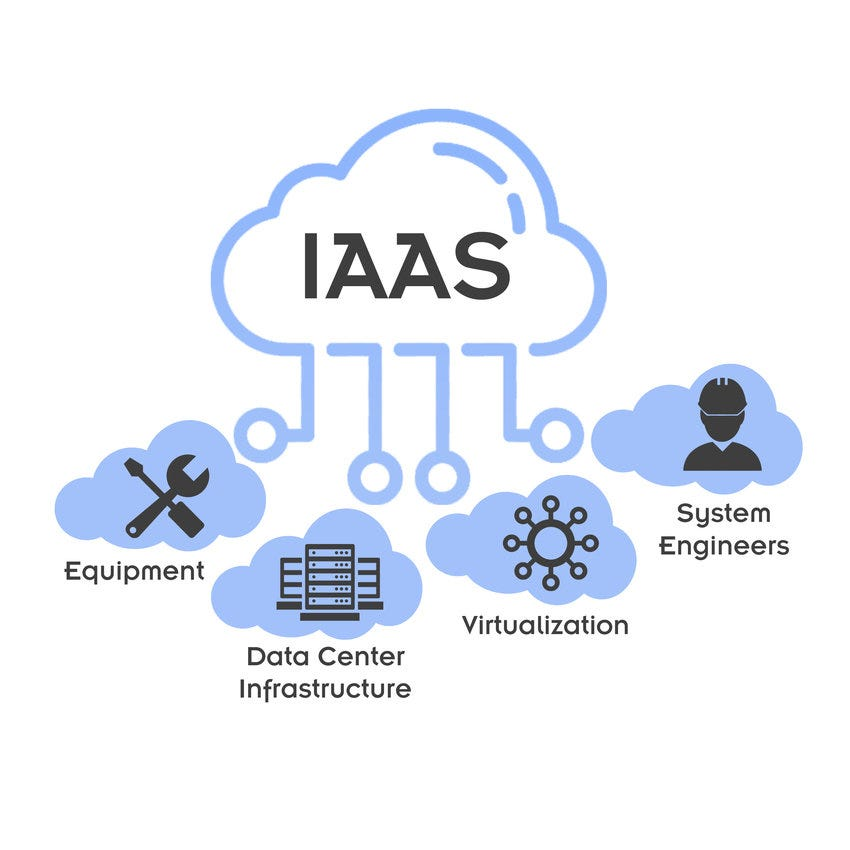 IAAS
Equipment
Data Center
Infrastructure
Virtualization
System
Engineers